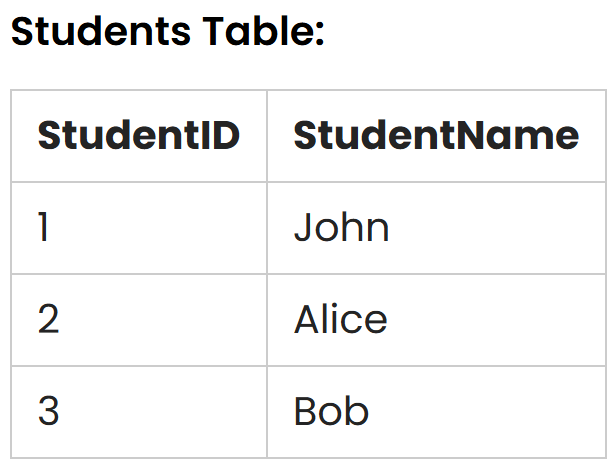 Students Table:
StudentID StudentName
1 John
2 Alice
3 Bob